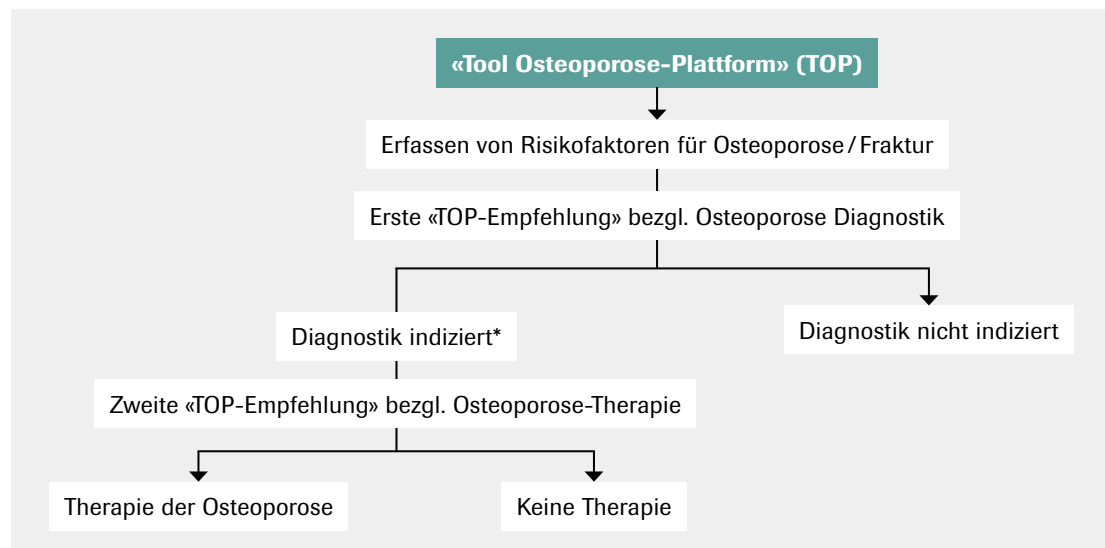 «Tool Osteoporose-Plattform» (TOP)
Erfassen von Risikofaktoren für Osteoporose/Fraktur
Erste «TOP-Empfehlung» bezgl. Osteoporose Diagnostik
Diagnostik indiziert*
Diagnostik nicht indiziert
Zweite «TOP-Empfehlung» bezgl. Osteoporose-Therapie
Therapie der Osteoporose
Keine Therapie